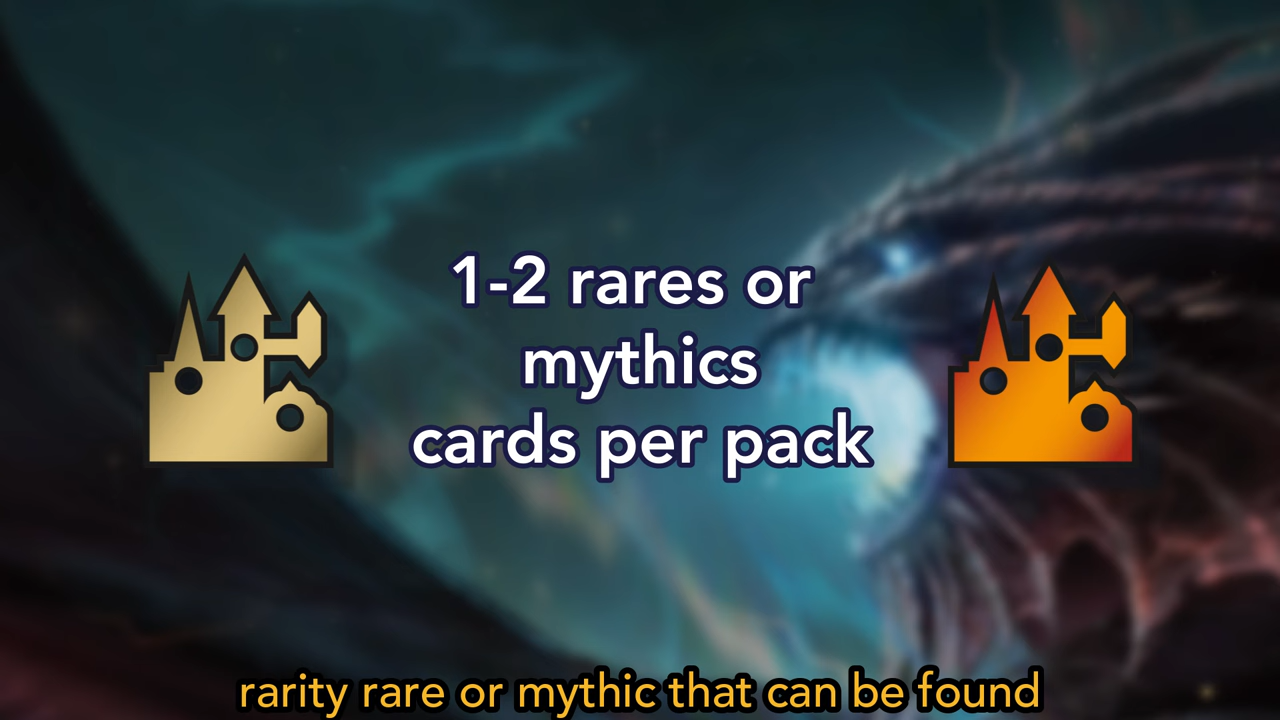 1-2 rares or
mythics
cards per pack
rarity rare or mythic that can be found